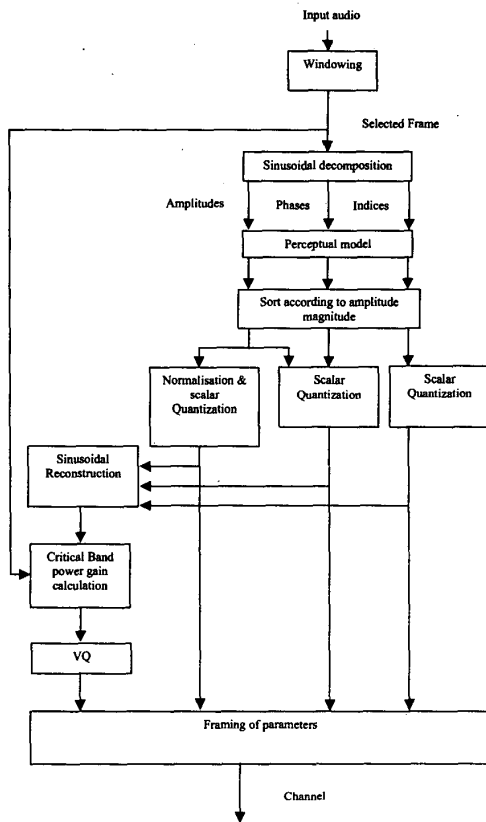 Input audio
Windowing
Selected Frame
Sinusoidal decomposition
Amplitudes
Phases
Indices
Perceptual model
Sort according to amplitude
magnitude
Normalisation &
scalar
Quantization
Scalar
Quantization
Scalar
Quantization
Sinusoidal
Reconstruction
Critical Band
power gain
calculation
VQ
Framing of parameters
Channel